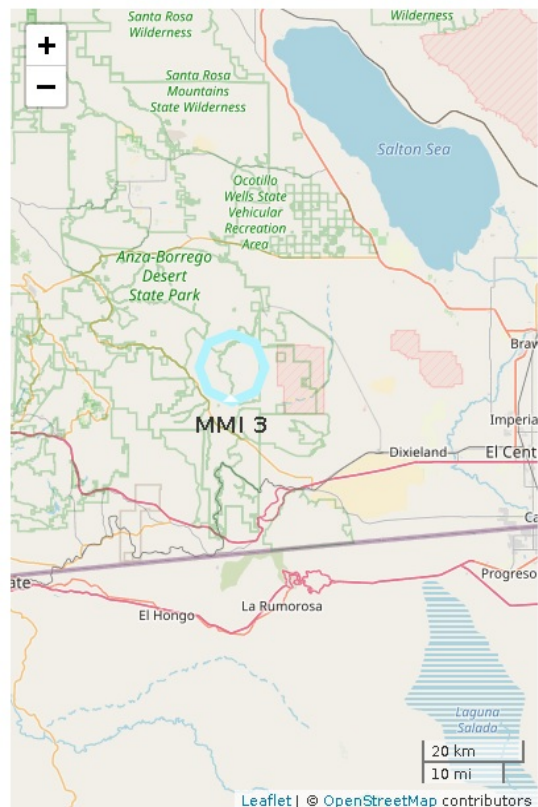 +
−
Santa Rosa
Wilderness
Wilderness
Santa Rosa
Mountains
State Wilderness
Salton Sea
Ocotillo
Wells State
Vehicular
Recreation
Area
Anza-Borrego
Desert
State Park
Braw
MMI 3
Imperia
Dixieland
El Cent
Ca
ate
Progreso
El Hongo
La Rumorosa
Laguna
Salada
20 km
10 mi
Leaflet | © OpenStreetMap contributors